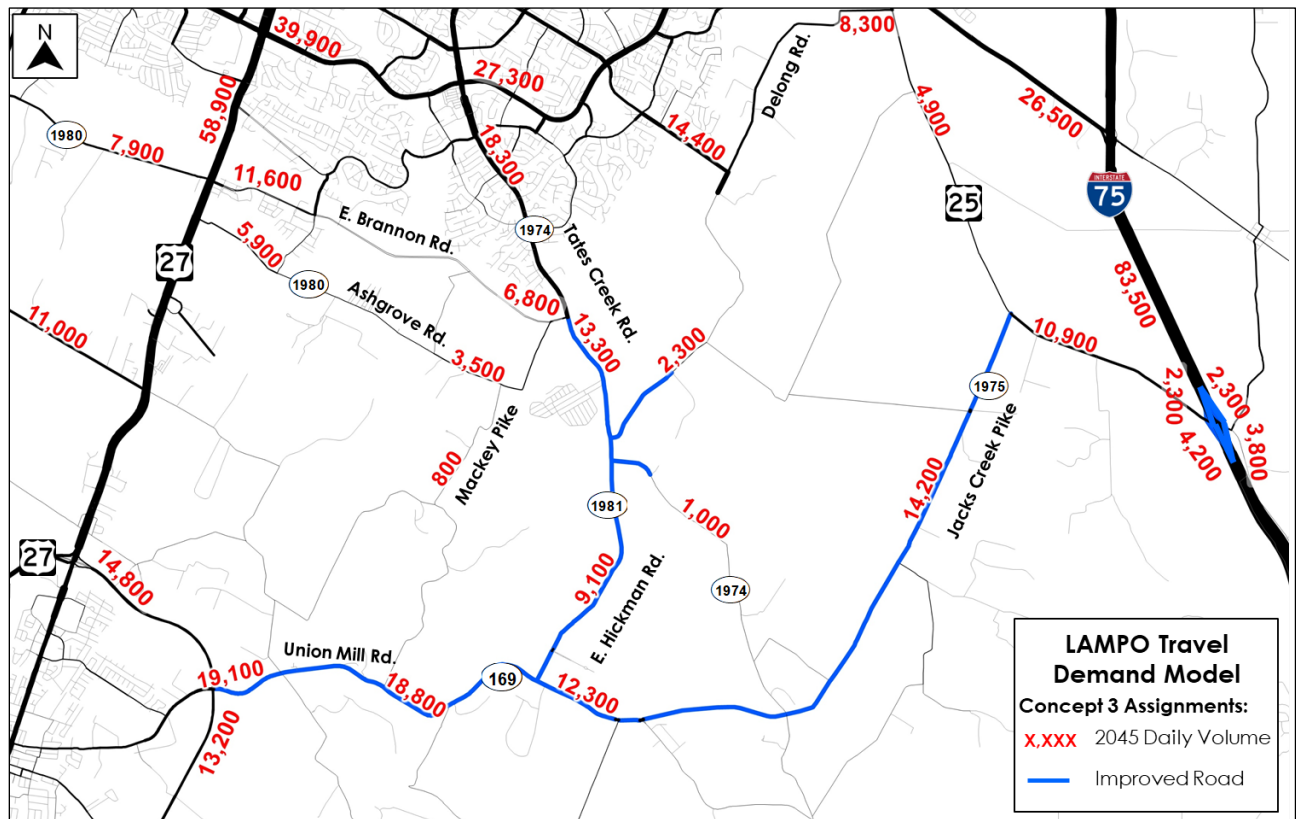 N
39,900
8,300
27,300
Delong Rd.
58,900
1980
7,900
4,900
26,500
14,400
18,300
11,600
INTERSTATE
75
25
E. Brannon Rd.
1974
Tates Creek Rd.
5,900
27
1980
Ashgrove Rd.
6,800
83,500
11,000
13,300
10,900
3,500
2,300
1975
2,300
2,300
3,800
4,200
Mackey Pike
800
Jacks Creek Pike
14,200
1981
1,000
27
14,800
9,100
1974
E. Hickman Rd.
Union Mill Rd.
19,100
169
18,800
12,300
13,200
LAMPO Travel
Demand Model
Concept 3 Assignments:
X,XXX 2045 Daily Volume
Improved Road